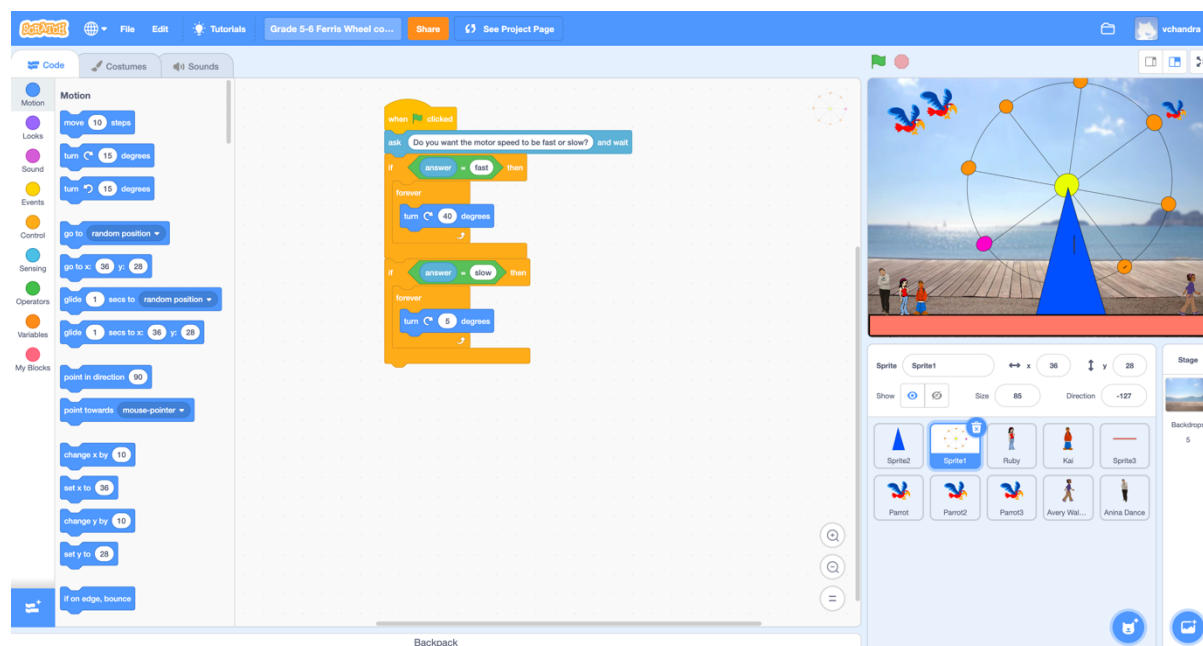 SCRATCH File Edit Tutorials Grade 5-6 Ferris Wheel co... Share See Project Page vchandra
Code Costumes Sounds
Motion
Looks
Sound
Events
Control
Sensing
Operators
Variables
My Blocks
Motion
move 10 steps
turn 15 degrees
turn 15 degrees
go to random position
go to x: 36 y: 28
glide 1 secs to random position
glide 1 secs to x: 36 y: 28
point in direction 90
point towards mouse-pointer
change x by 10
set x to 36
change y by 10
set y to 28
if on edge, bounce
when clicked
ask Do you want the motor speed to be fast or slow? and wait
if answer = fast then
forever
turn 40 degrees
if answer = slow then
forever
turn 5 degrees
Backpack
Sprite Sprite1 x 36 y 28
Show Size 85 Direction -127
Sprite2 Sprite1 Ruby Kai Sprite3
Parrot Parrot2 Parrot3 Avery Wal... Anina Dance
Stage
Backdrops
5